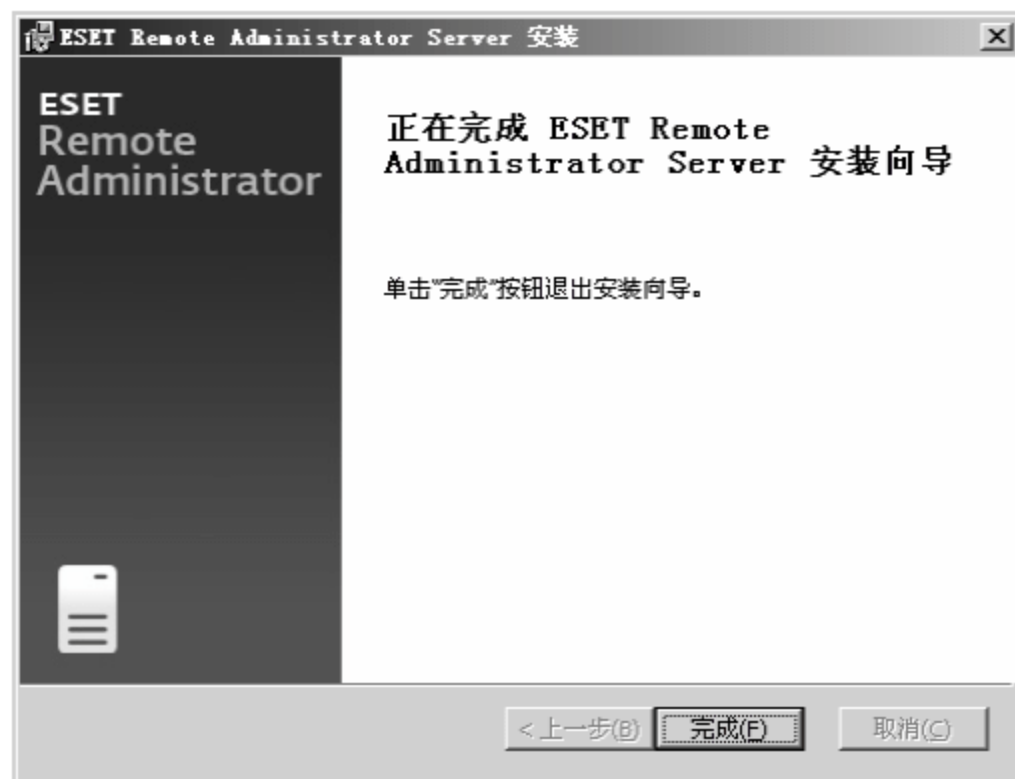 ESET Remote Administrator Server 安装
ESET
Remote
Administrator
正在完成 ESET Remote
Administrator Server 安装向导
单击"完成"按钮退出安装向导。
<上一步(B)
完成(F)
取消(C)